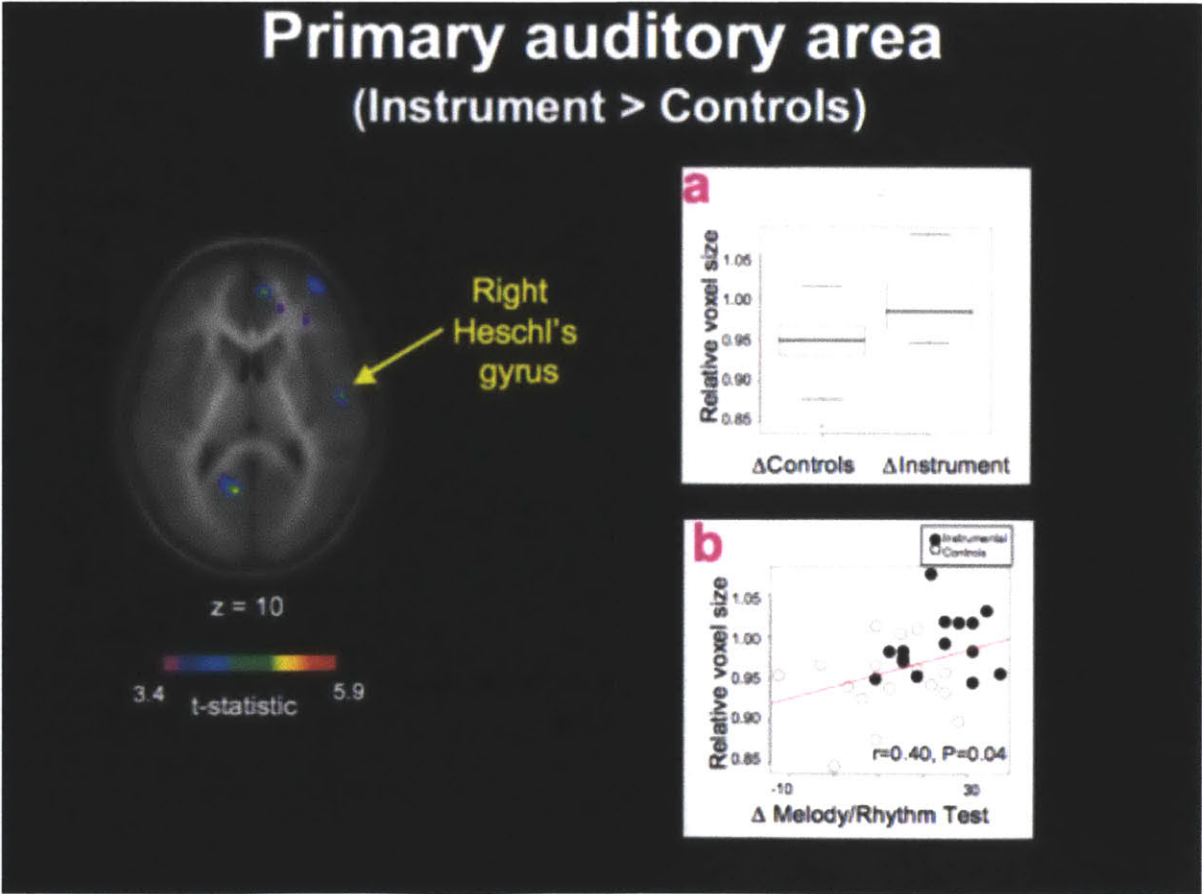 Primary auditory area
(Instrument > Controls)
Right
Heschl's
gyrus
z = 10
3.4
5.9
t-statistic
a
Relative voxel size
1.05
1.00
0.95
0.90
0.85
ΔControls
ΔInstrument
b
Instrumental
Controls
Relative voxel size
1.05
1.00
0.95
0.90
0.85
r=0.40, P=0.04
-10
30
Δ Melody/Rhythm Test